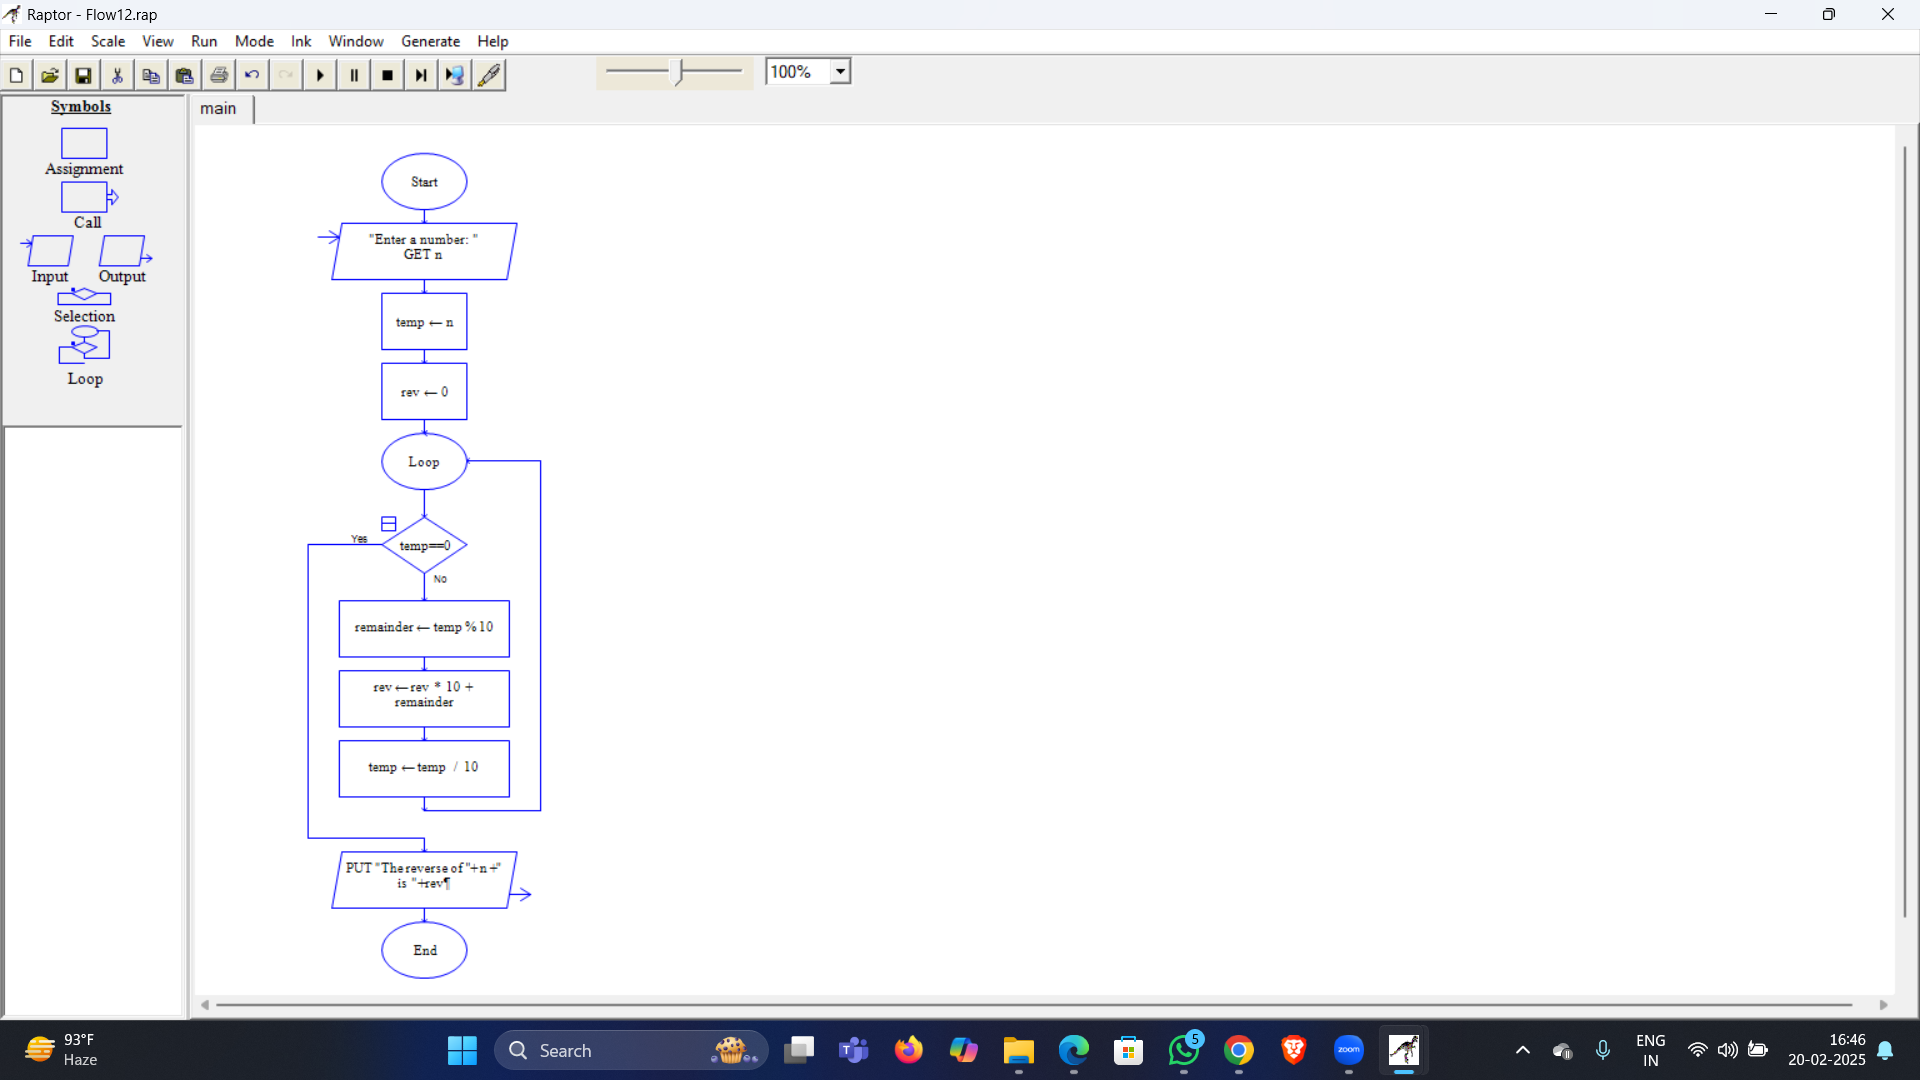 Raptor - Flow12.rap
File Edit Scale View Run Mode Ink Window Generate Help
100%
Symbols
Assignment
Call
Input Output
Selection
Loop
main
Start
"Enter a number: "
GET n
temp ← n
rev ← 0
Loop
Yes
temp==0
No
remainder ← temp % 10
rev ← rev * 10 +
remainder
temp ← temp / 10
PUT "The reverse of "+n+"
is "+rev¶
End
93°F
Haze
Search
5
zoom
ENG
IN
16:46
20-02-2025